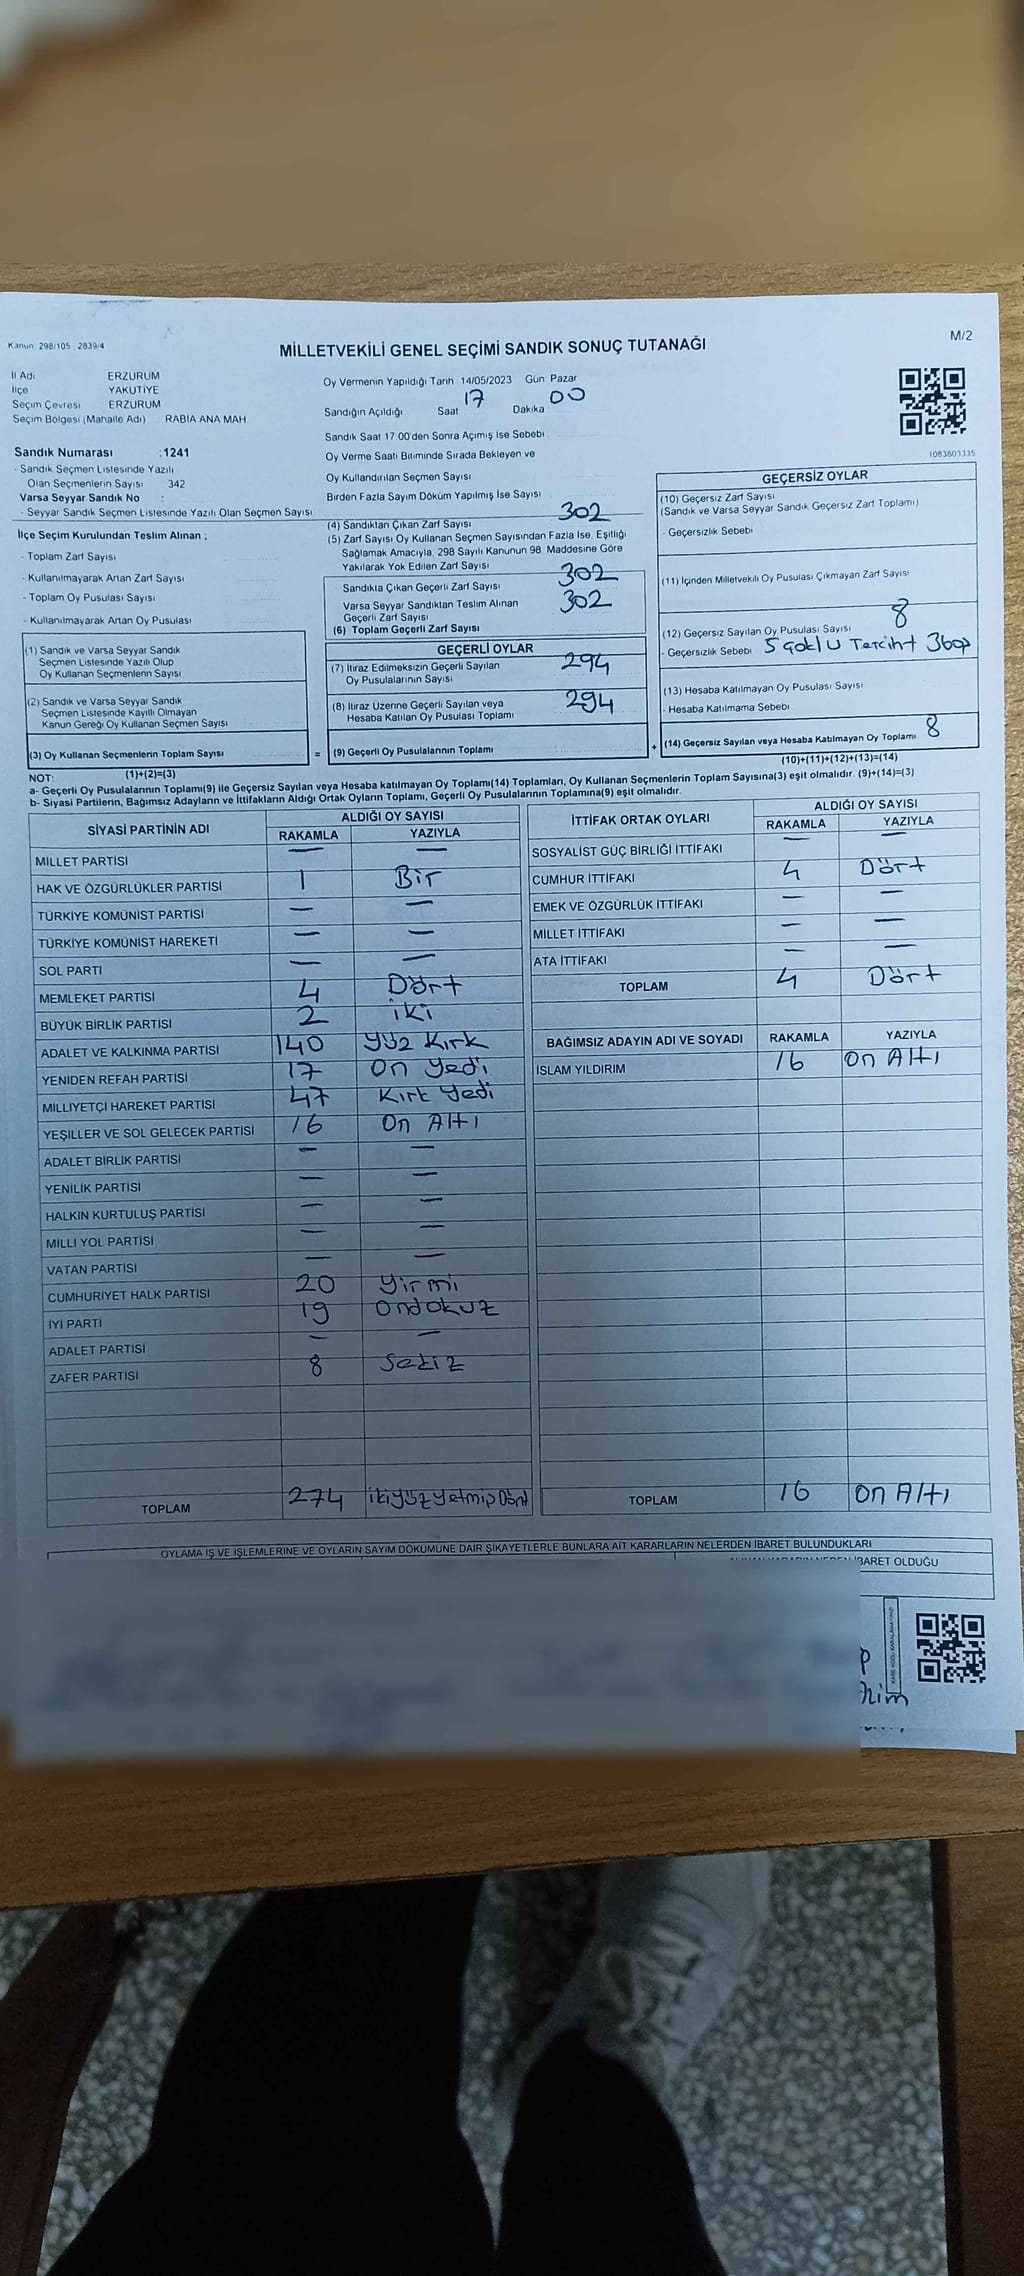 Kanun: 298/105 2839/4
MİLLETVEKİLİ GENEL SEÇİMİ SANDIK SONUÇ TUTANAĞI
M/2
İl Adı ERZURUM
İlçe YAKUTİYE
Seçim Çevresi ERZURUM
Seçim Bölgesi (Mahalle Adı) RABİA ANA MAH
Sandık Numarası :1241
- Sandık Seçmen Listesinde Yazılı
Olan Seçmenlerin Sayısı 342
Varsa Seyyar Sandık No :
- Seyyar Sandık Seçmen Listesinde Yazılı Olan Seçmen Sayısı
Oy Vermenin Yapıldığı Tarih 14/05/2023 Gün Pazar
Sandığın Açıldığı Saat 17 Dakika 00
Sandık Saat 17 00'den Sonra Açılmış İse Sebebi
Oy Verme Saati Bitiminde Sırada Bekleyen ve
Oy Kullandırılan Seçmen Sayısı
Birden Fazla Sayım Döküm Yapılmış İse Sayısı
1083803335
İlçe Seçim Kurulundan Teslim Alınan ;
- Toplam Zarf Sayısı
- Kullanılmayarak Artan Zarf Sayısı
- Toplam Oy Pusulası Sayısı
- Kullanılmayarak Artan Oy Pusulası
(1) Sandık ve Varsa Seyyar Sandık
Seçmen Listesinde Yazılı Olup
Oy Kullanan Seçmenlerin Sayısı
(2) Sandık ve Varsa Seyyar Sandık
Seçmen Listesinde Kayıtlı Olmayan
Kanun Gereği Oy Kullanan Seçmen Sayısı
(3) Oy Kullanan Seçmenlerin Toplam Sayısı
(1)+(2)=(3)
(4) Sandıktan Çıkan Zarf Sayısı 302
(5) Zarf Sayısı Oy Kullanan Seçmen Sayısından Fazla İse, Eşitliği
Sağlamak Amacıyla, 298 Sayılı Kanunun 98. Maddesine Göre
Yakılarak Yok Edilen Zarf Sayısı
Sandıkta Çıkan Geçerli Zarf Sayısı 302
Varsa Seyyar Sandıktan Teslim Alınan 302
Geçerli Zarf Sayısı
(6) Toplam Geçerli Zarf Sayısı
GEÇERLİ OYLAR
(7) İtiraz Edilmeksizin Geçerli Sayılan 294
Oy Pusulalarının Sayısı
(8) İtiraz Üzerine Geçerli Sayılan veya 294
Hesaba Katılan Oy Pusulası Toplamı
= (9) Geçerli Oy Pusulalarının Toplamı
GEÇERSİZ OYLAR
(10) Geçersiz Zarf Sayısı
(Sandık ve Varsa Seyyar Sandık Geçersiz Zarf Toplamı)
- Geçersizlik Sebebi
(11) İçinden Milletvekili Oy Pusulası Çıkmayan Zarf Sayısı
(12) Geçersiz Sayılan Oy Pusulası Sayısı 8
- Geçersizlik Sebebi 5 Çoklu Terciht
(13) Hesaba Katılmayan Oy Pusulası Sayısı
- Hesaba Katılmama Sebebi
+ (14) Geçersiz Sayılan veya Hesaba Katılmayan Oy Toplamı 8
(10)+(11)+(12)+(13)=(14)
NOT:
a- Geçerli Oy Pusulalarının Toplamı(9) ile Geçersiz Sayılan veya Hesaba katılmayan Oy Toplamı(14) Toplamları, Oy Kullanan Seçmenlerin Toplam Sayısına(3) eşit olmalıdır. (9)+(14)=(3)
b- Siyasi Partilerin, Bağımsız Adayların ve İttifakların Aldığı Ortak Oyların Toplamı, Geçerli Oy Pusulalarının Toplamına(9) eşit olmalıdır.
SİYASİ PARTİNİN ADI ALDIĞI OY SAYISI
RAKAMLA YAZIYLA
MİLLET PARTİSİ — —
HAK VE ÖZGÜRLÜKLER PARTİSİ 1 Bir
TÜRKİYE KOMÜNİST PARTİSİ — —
TÜRKİYE KOMÜNİST HAREKETİ — —
SOL PARTİ — —
MEMLEKET PARTİSİ 4 Dört
BÜYÜK BİRLİK PARTİSİ 2 iki
ADALET VE KALKINMA PARTİSİ 140 Yüz Kırk
YENİDEN REFAH PARTİSİ 17 On Yedi
MİLLİYETÇİ HAREKET PARTİSİ 47 Kırk Yedi
YEŞİLLER VE SOL GELECEK PARTİSİ 16 On Altı
ADALET BİRLİK PARTİSİ — —
YENİLİK PARTİSİ — —
HALKIN KURTULUŞ PARTİSİ — —
MİLLİ YOL PARTİSİ — —
VATAN PARTİSİ — —
CUMHURİYET HALK PARTİSİ 20 Yirmi
İYİ PARTİ 19 Ondokuz
ADALET PARTİSİ — —
ZAFER PARTİSİ 8 Sekiz
TOPLAM 274 ikiyüzyetmişDört
İTTİFAK ORTAK OYLARI ALDIĞI OY SAYISI
RAKAMLA YAZIYLA
SOSYALİST GÜÇ BİRLİĞİ İTTİFAKI — —
CUMHUR İTTİFAKI 4 Dört
EMEK VE ÖZGÜRLÜK İTTİFAKI — —
MİLLET İTTİFAKI — —
ATA İTTİFAKI — —
TOPLAM 4 Dört
BAĞIMSIZ ADAYIN ADI VE SOYADI RAKAMLA YAZIYLA
İSLAM YILDIRIM 16 On Altı
TOPLAM 16 On Altı
OYLAMA İŞ VE İŞLEMLERİNE VE OYLARIN SAYIM DÖKÜMÜNE DAİR ŞİKAYETLERLE BUNLARA AİT KARARLARIN NELERDEN İBARET BULUNDUKLARI
İBARET OLDUĞU